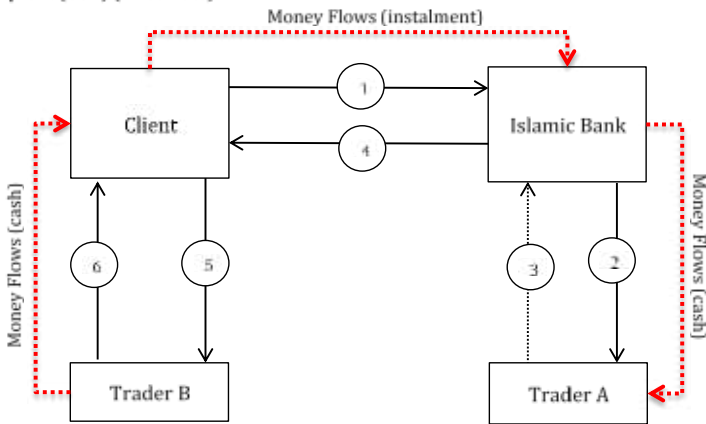 Money Flows (instalment)
1
Client
Islamic Bank
4
Money Flows (cash)
Money Flows (cash)
6
5
3
2
Trader B
Trader A